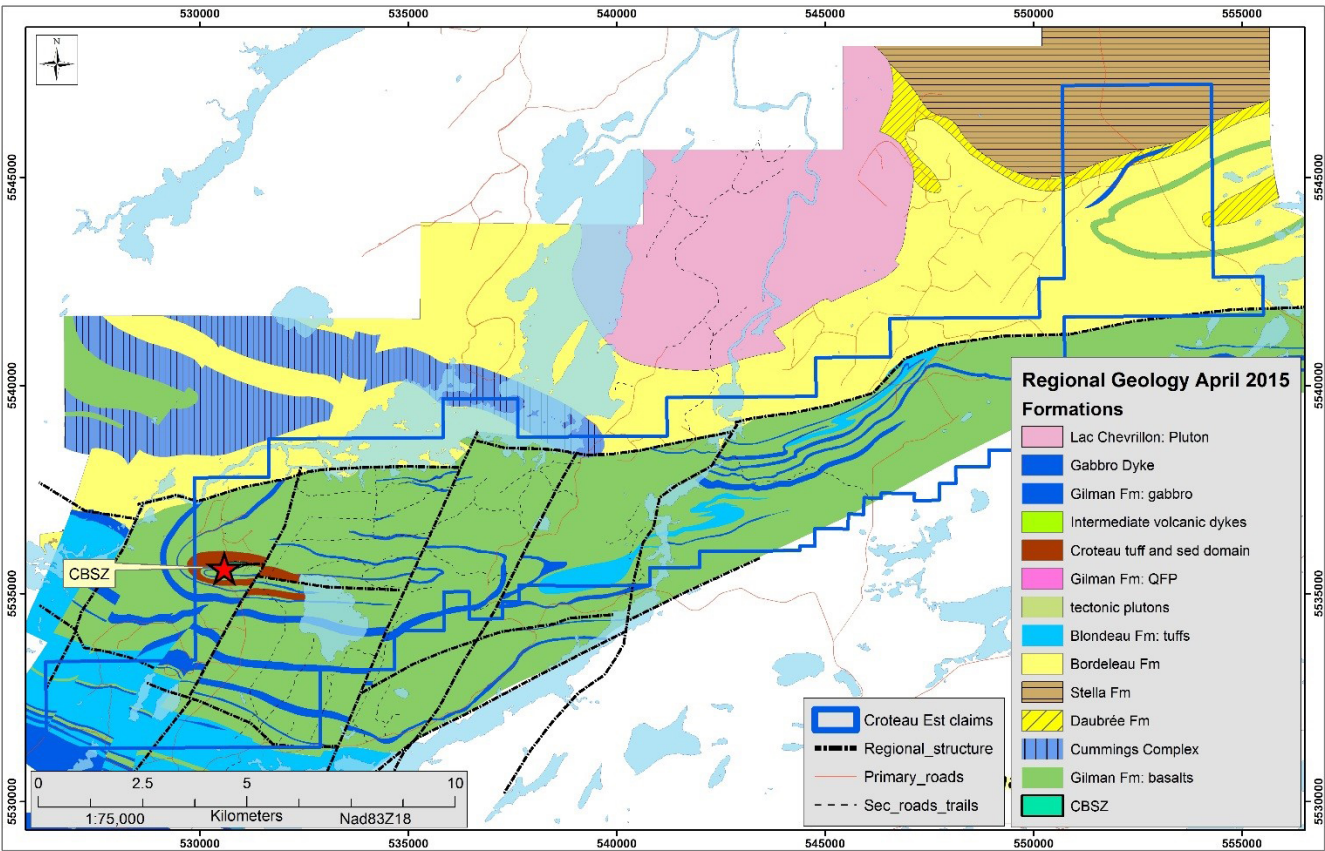 530000 535000 540000 545000 550000 555000
N
5545000 5545000
5540000 5540000
5535000 5535000
5530000 5530000
CBSZ
Regional Geology April 2015
Formations
Lac Chevrillon: Pluton
Gabbro Dyke
Gilman Fm: gabbro
Intermediate volcanic dykes
Croteau tuff and sed domain
Gilman Fm: QFP
tectonic plutons
Blondeau Fm: tuffs
Bordeleau Fm
Stella Fm
Daubrée Fm
Cummings Complex
Gilman Fm: basalts
CBSZ
Croteau Est claims
Regional_structure
Primary_roads
Sec_roads_trails
0 2.5 5 10
1:75,000 Kilometers Nad83Z18
530000 535000 540000 545000 550000 555000